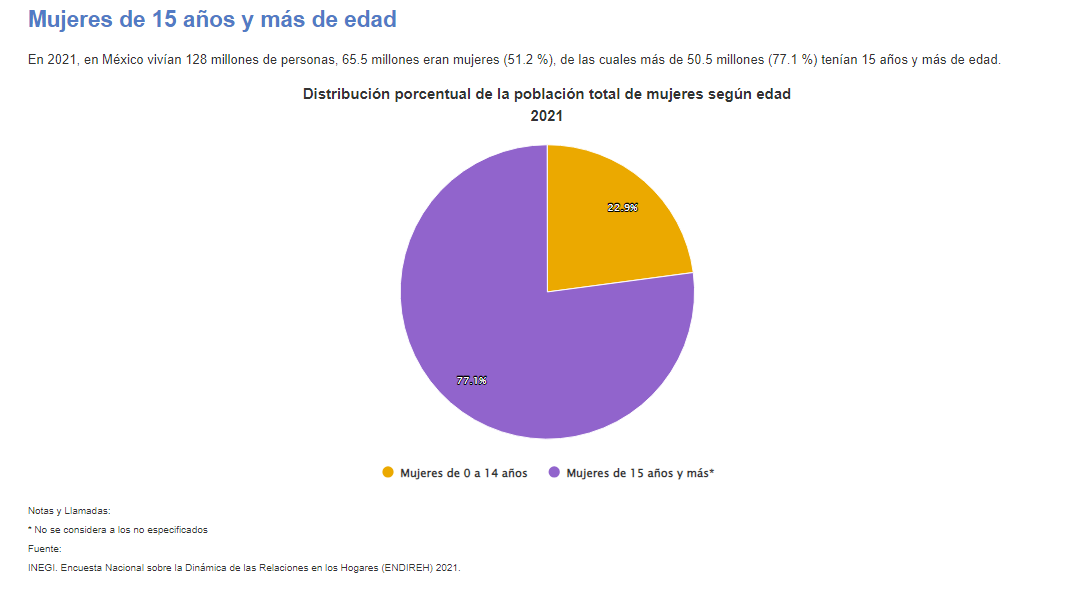 Mujeres de 15 años y más de edad
En 2021, en México vivían 128 millones de personas, 65.5 millones eran mujeres (51.2 %), de las cuales más de 50.5 millones (77.1 %) tenían 15 años y más de edad.
Distribución porcentual de la población total de mujeres según edad
2021
22.9%
77.1%
Mujeres de 0 a 14 años Mujeres de 15 años y más*
Notas y Llamadas:
* No se considera a los no especificados
Fuente:
INEGI. Encuesta Nacional sobre la Dinámica de las Relaciones en los Hogares (ENDIREH) 2021.